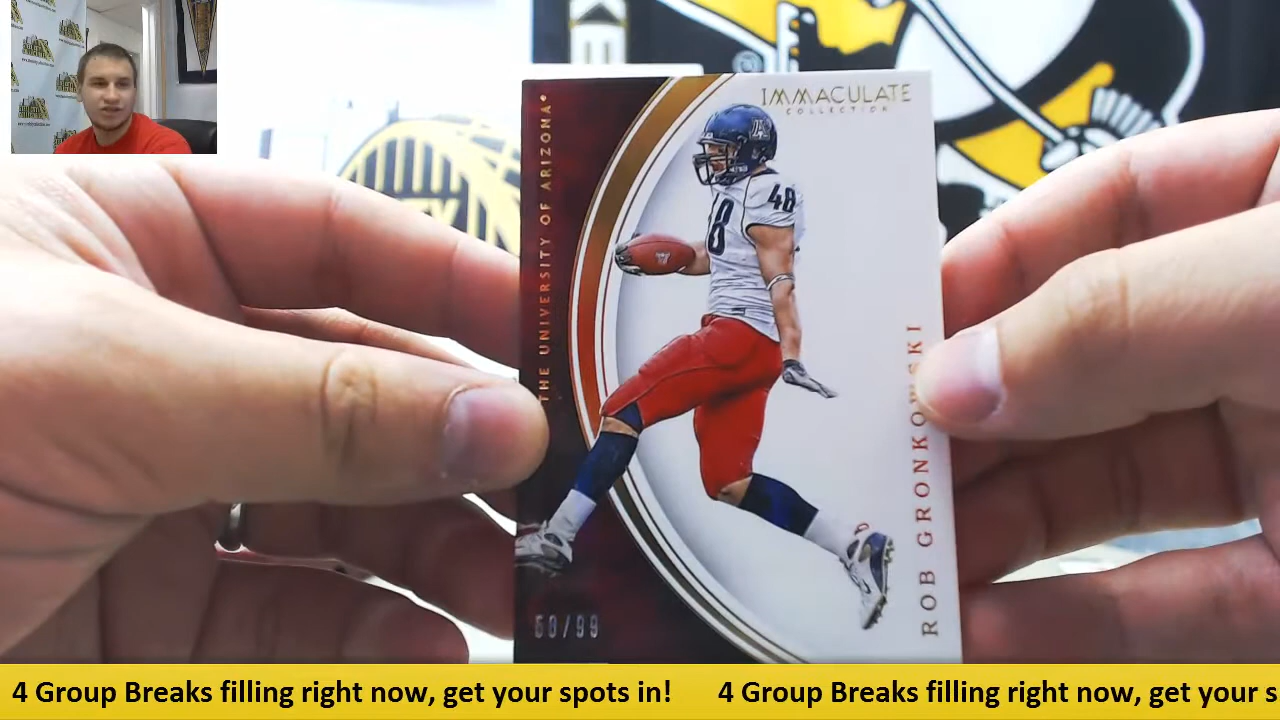 IMMACULATE
COLLECTION
THE UNIVERSITY OF ARIZONA
48
8
ROB GRONKOWSKI
/99
4 Group Breaks filling right now, get your spots in! 4 Group Breaks filling right now, get your s